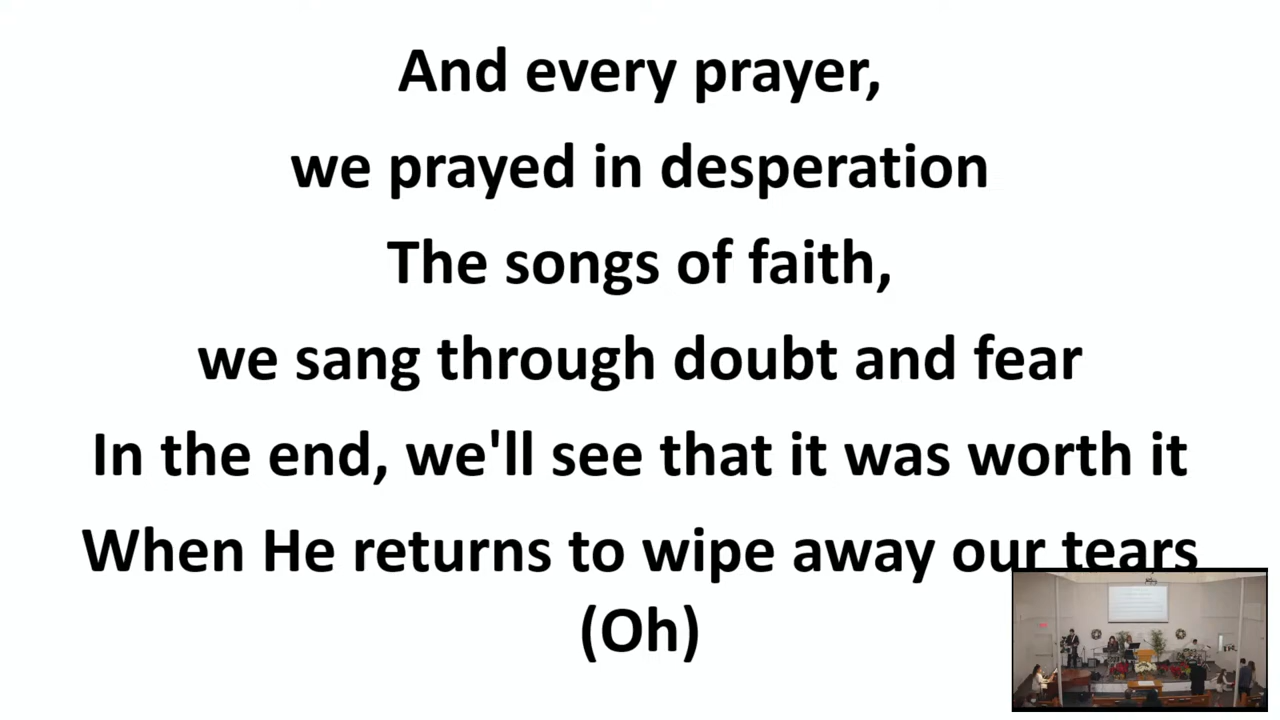 And every prayer,
we prayed in desperation
The songs of faith,
we sang through doubt and fear
In the end, we'll see that it was worth it
When He returns to wipe away our tears
(Oh)